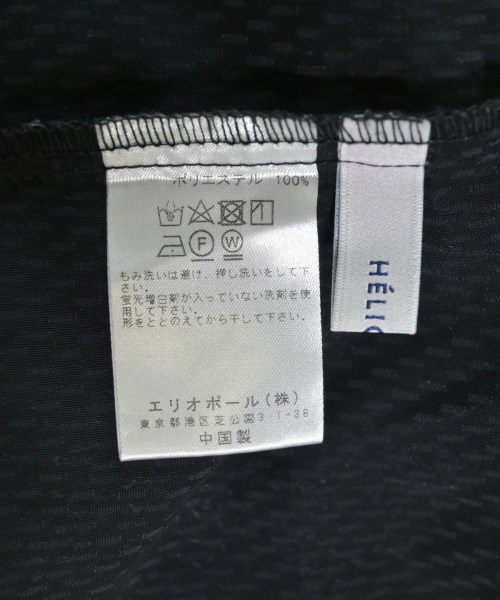 ポリエステル 100%
F W
もみ洗いは避け、押し洗いをして下
さい。
蛍光増白剤が入っていない洗剤を使
用して下さい。
形をととのえてから干して下さい。
エリオポール(株)
東京都港区芝公園3-1-38
中国製
HÉLIO